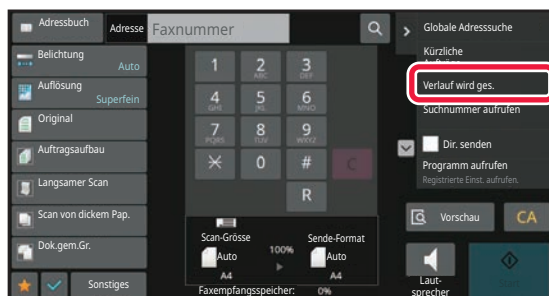 Adressbuch
Adresse
Faxnummer
Belichtung
Auto
Auflösung
Superfein
Original
Auftragsaufbau
Langsamer Scan
Scan von dickem Pap.
Dok.gem.Gr.
Sonstiges
1
2
ABC
3
DEF
4
GHI
5
JKL
6
MNO
7
PQRS
8
TUV
9
WXYZ
0
#
C
R
Scan-Grösse
Auto
A4
100%
Sende-Format
Auto
A4
Faxempfangsspeicher: 0%
Globale Adresssuche
Kürzliche
Verlauf wird ges.
Suchnummer aufrufen
Dir. senden
Programm aufrufen
Registrierte Einst. aufrufen.
Vorschau
CA
Laut-
sprecher
Start